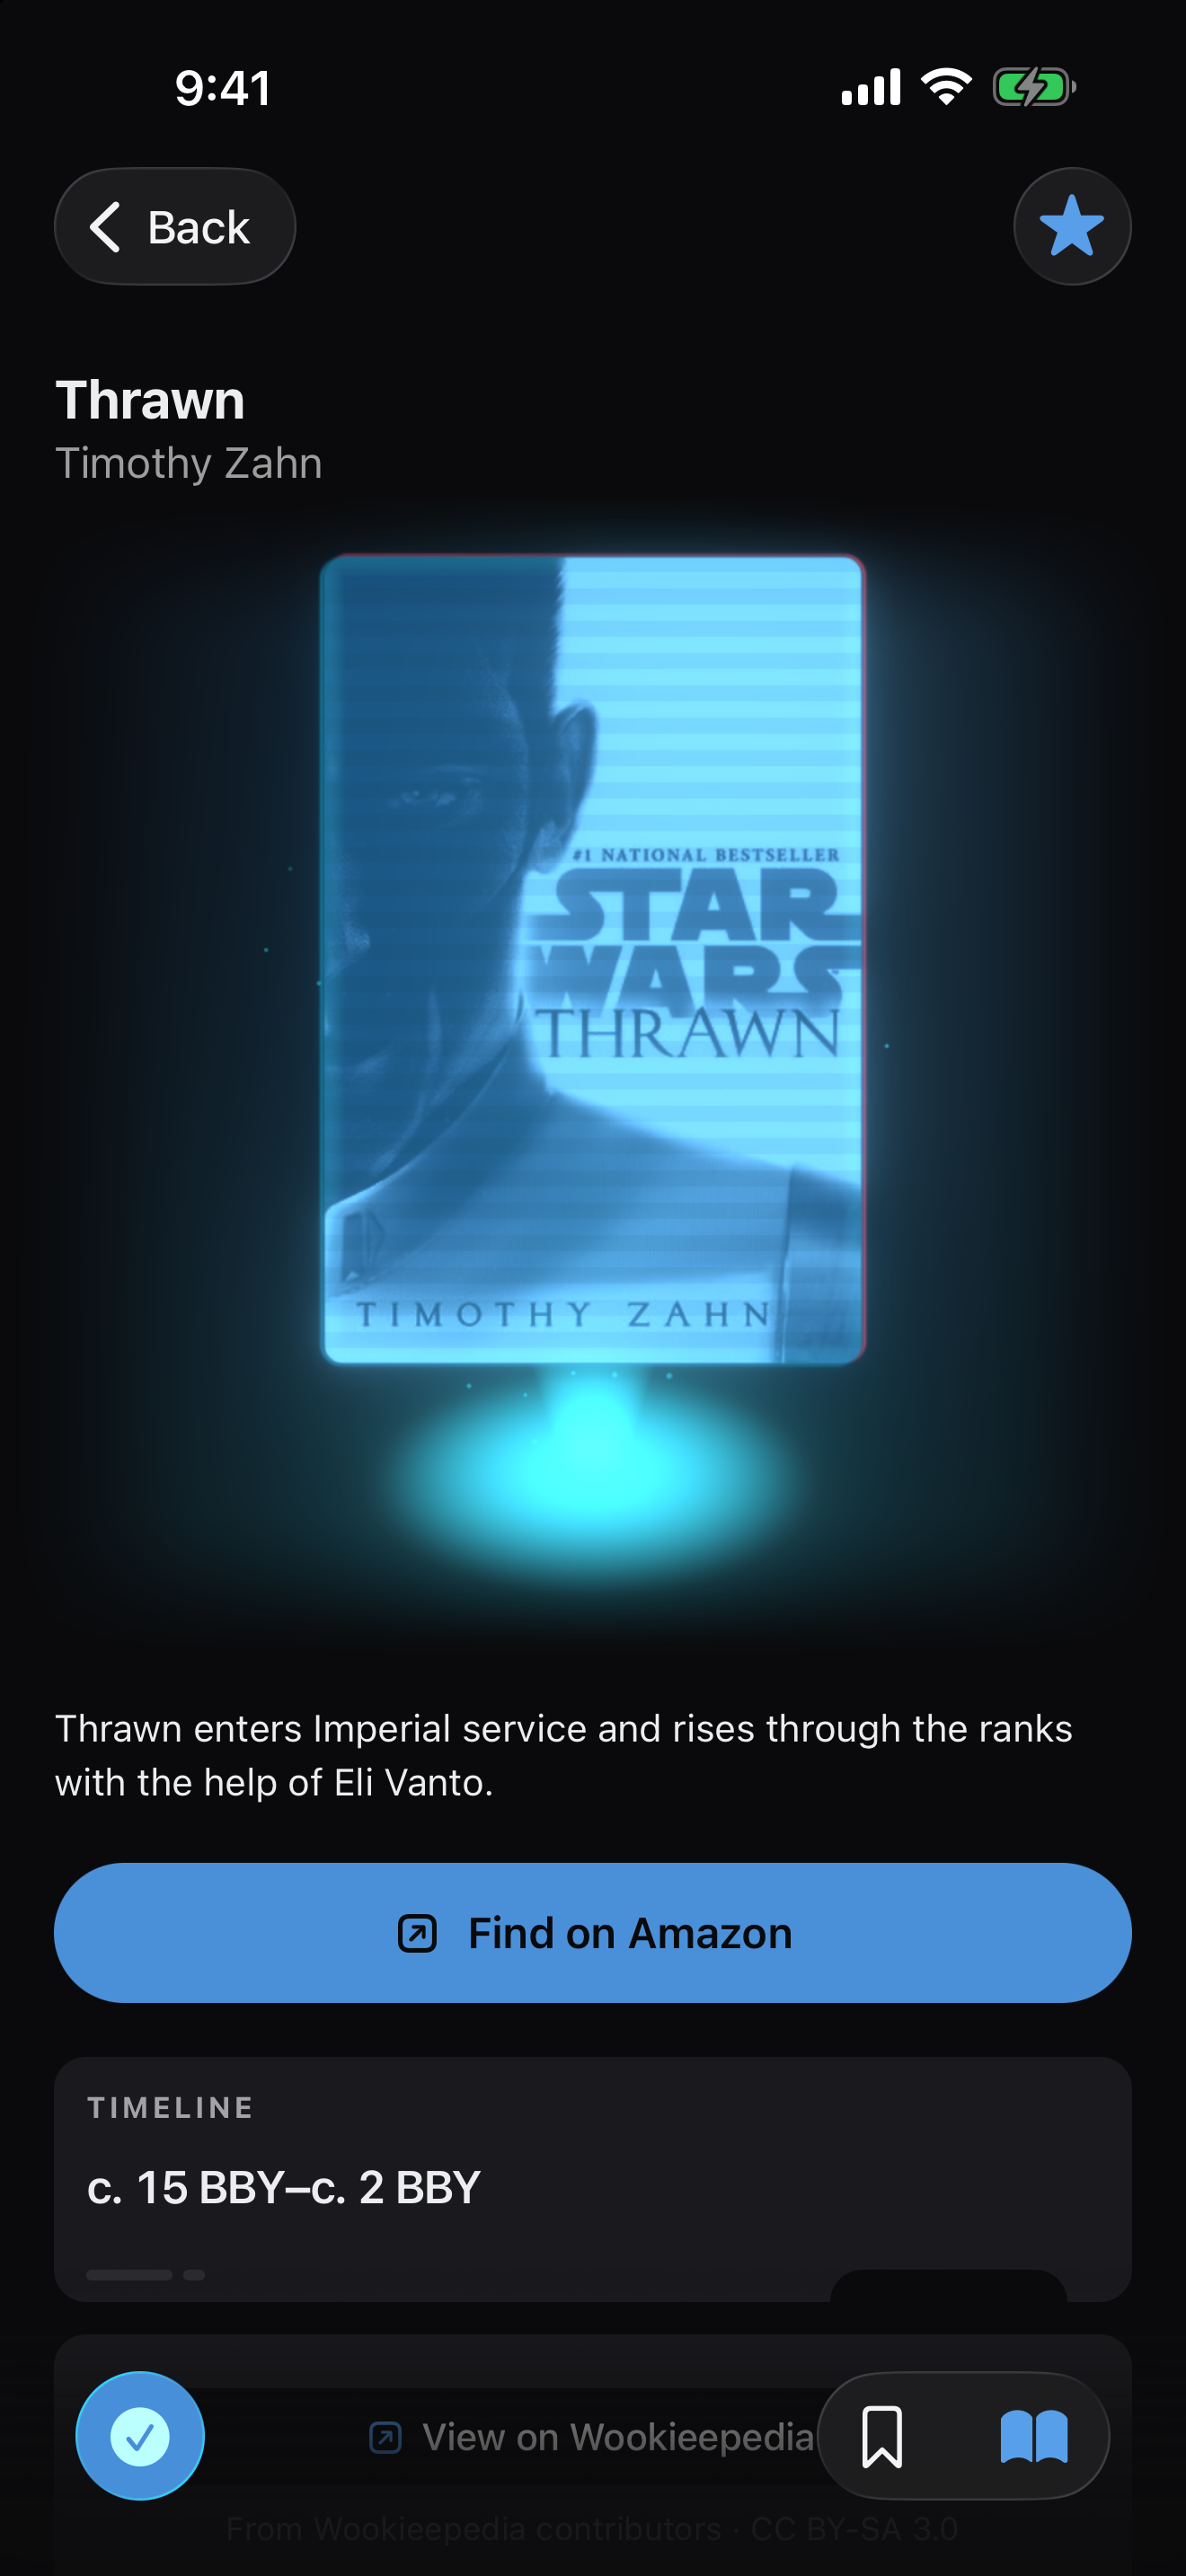 9:41
Back
Thrawn
Timothy Zahn
#1 NATIONAL BESTSELLER
STAR
WARS
THRAWN
TIMOTHY ZAHN
Thrawn enters Imperial service and rises through the ranks
with the help of Eli Vanto.
Find on Amazon
TIMELINE
c. 15 BBY–c. 2 BBY
View on Wookieepedia
From Wookieepedia contributors · CC BY-SA 3.0